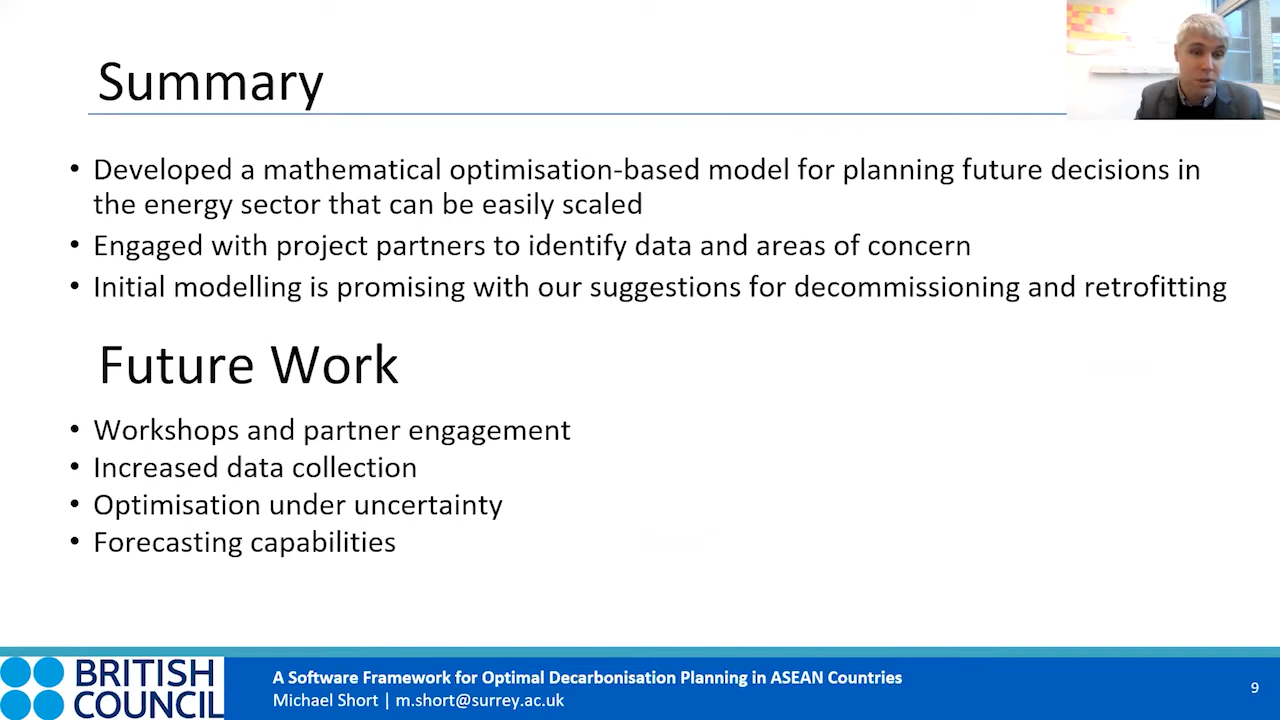 Summary
• Developed a mathematical optimisation-based model for planning future decisions in
the energy sector that can be easily scaled
• Engaged with project partners to identify data and areas of concern
• Initial modelling is promising with our suggestions for decommissioning and retrofitting
Future Work
• Workshops and partner engagement
• Increased data collection
• Optimisation under uncertainty
• Forecasting capabilities
BRITISH
COUNCIL
A Software Framework for Optimal Decarbonisation Planning in ASEAN Countries
Michael Short | m.short@surrey.ac.uk
9